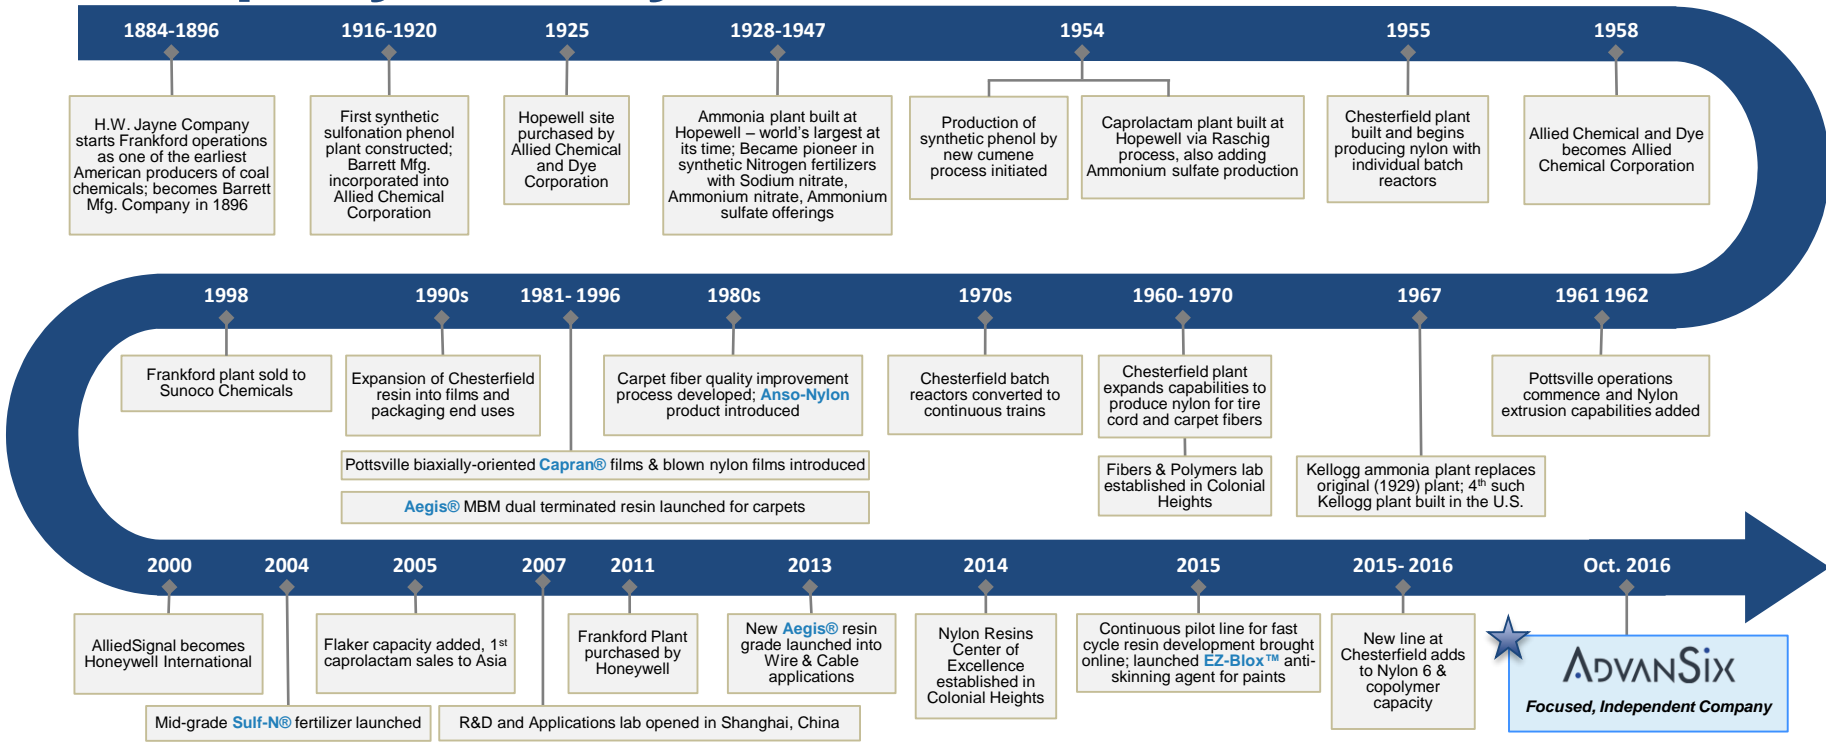 1884-1896
H.W. Jayne Company
starts Frankford operations
as one of the earliest
American producers of coal
chemicals; becomes Barrett
Mfg. Company in 1896
1916-1920
First synthetic
sulfonation phenol
plant constructed;
Barrett Mfg.
incorporated into
Allied Chemical
Corporation
1925
Hopewell site
purchased by
Allied Chemical
and Dye
Corporation
1928-1947
Ammonia plant built at
Hopewell – world's largest at
its time; Became pioneer in
synthetic Nitrogen fertilizers
with Sodium nitrate,
Ammonium nitrate, Ammonium
sulfate offerings
1954
Production of
synthetic phenol by
new cumene
process initiated
Caprolactam plant built at
Hopewell via Raschig
process, also adding
Ammonium sulfate production
1955
Chesterfield plant
built and begins
producing nylon with
individual batch
reactors
1958
Allied Chemical and Dye
becomes Allied
Chemical Corporation
1998
Frankford plant sold to
Sunoco Chemicals
1990s
Expansion of Chesterfield
resin into films and
packaging end uses
1981- 1996
Pottsville biaxially-oriented Capran® films & blown nylon films introduced
Aegis® MBM dual terminated resin launched for carpets
1980s
Carpet fiber quality improvement
process developed; Anso-Nylon
product introduced
1970s
Chesterfield batch
reactors converted to
continuous trains
1960- 1970
Chesterfield plant
expands capabilities to
produce nylon for tire
cord and carpet fibers
Fibers & Polymers lab
established in Colonial
Heights
1967
Kellogg ammonia plant replaces
original (1929) plant; 4th such
Kellogg plant built in the U.S.
1961 1962
Pottsville operations
commence and Nylon
extrusion capabilities added
2000
AlliedSignal becomes
Honeywell International
2004
Mid-grade Sulf-N® fertilizer launched
2005
Flaker capacity added, 1st
caprolactam sales to Asia
2007
R&D and Applications lab opened in Shanghai, China
2011
Frankford Plant
purchased by
Honeywell
2013
New Aegis® resin
grade launched into
Wire & Cable
applications
2014
Nylon Resins
Center of
Excellence
established in
Colonial Heights
2015
Continuous pilot line for fast
cycle resin development brought
online; launched EZ-Blox™ anti-
skinning agent for paints
2015- 2016
New line at
Chesterfield adds
to Nylon 6 &
copolymer
capacity
Oct. 2016
ADVANSIX
Focused, Independent Company